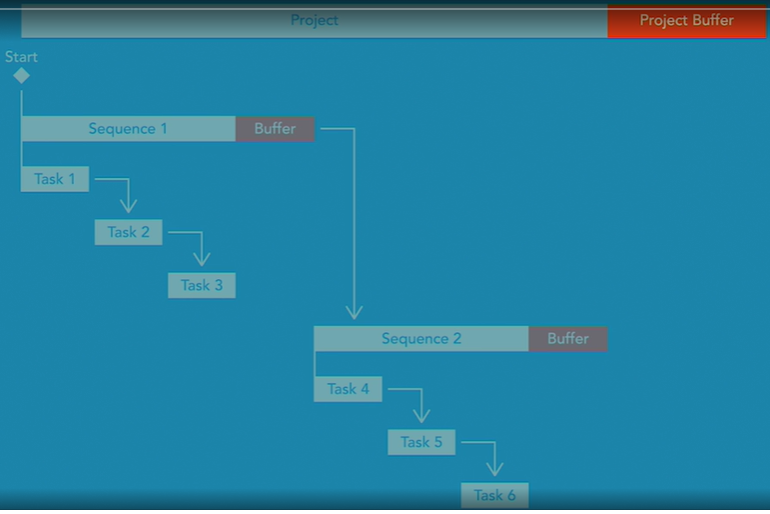 Project
Project Buffer
Start
Sequence 1
Buffer
Task 1
Task 2
Task 3
Sequence 2
Buffer
Task 4
Task 5
Task 6